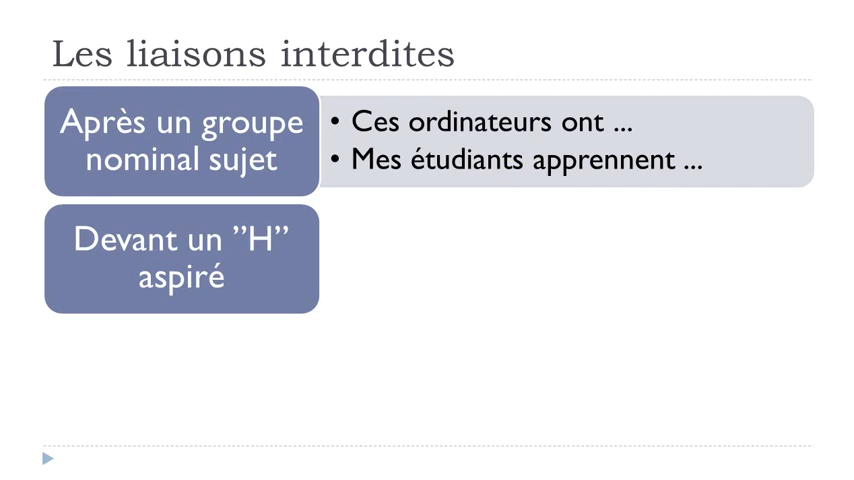 Les liaisons interdites
Après un groupe
nominal sujet
• Ces ordinateurs ont ...
• Mes étudiants apprennent ...
Devant un ”H”
aspiré